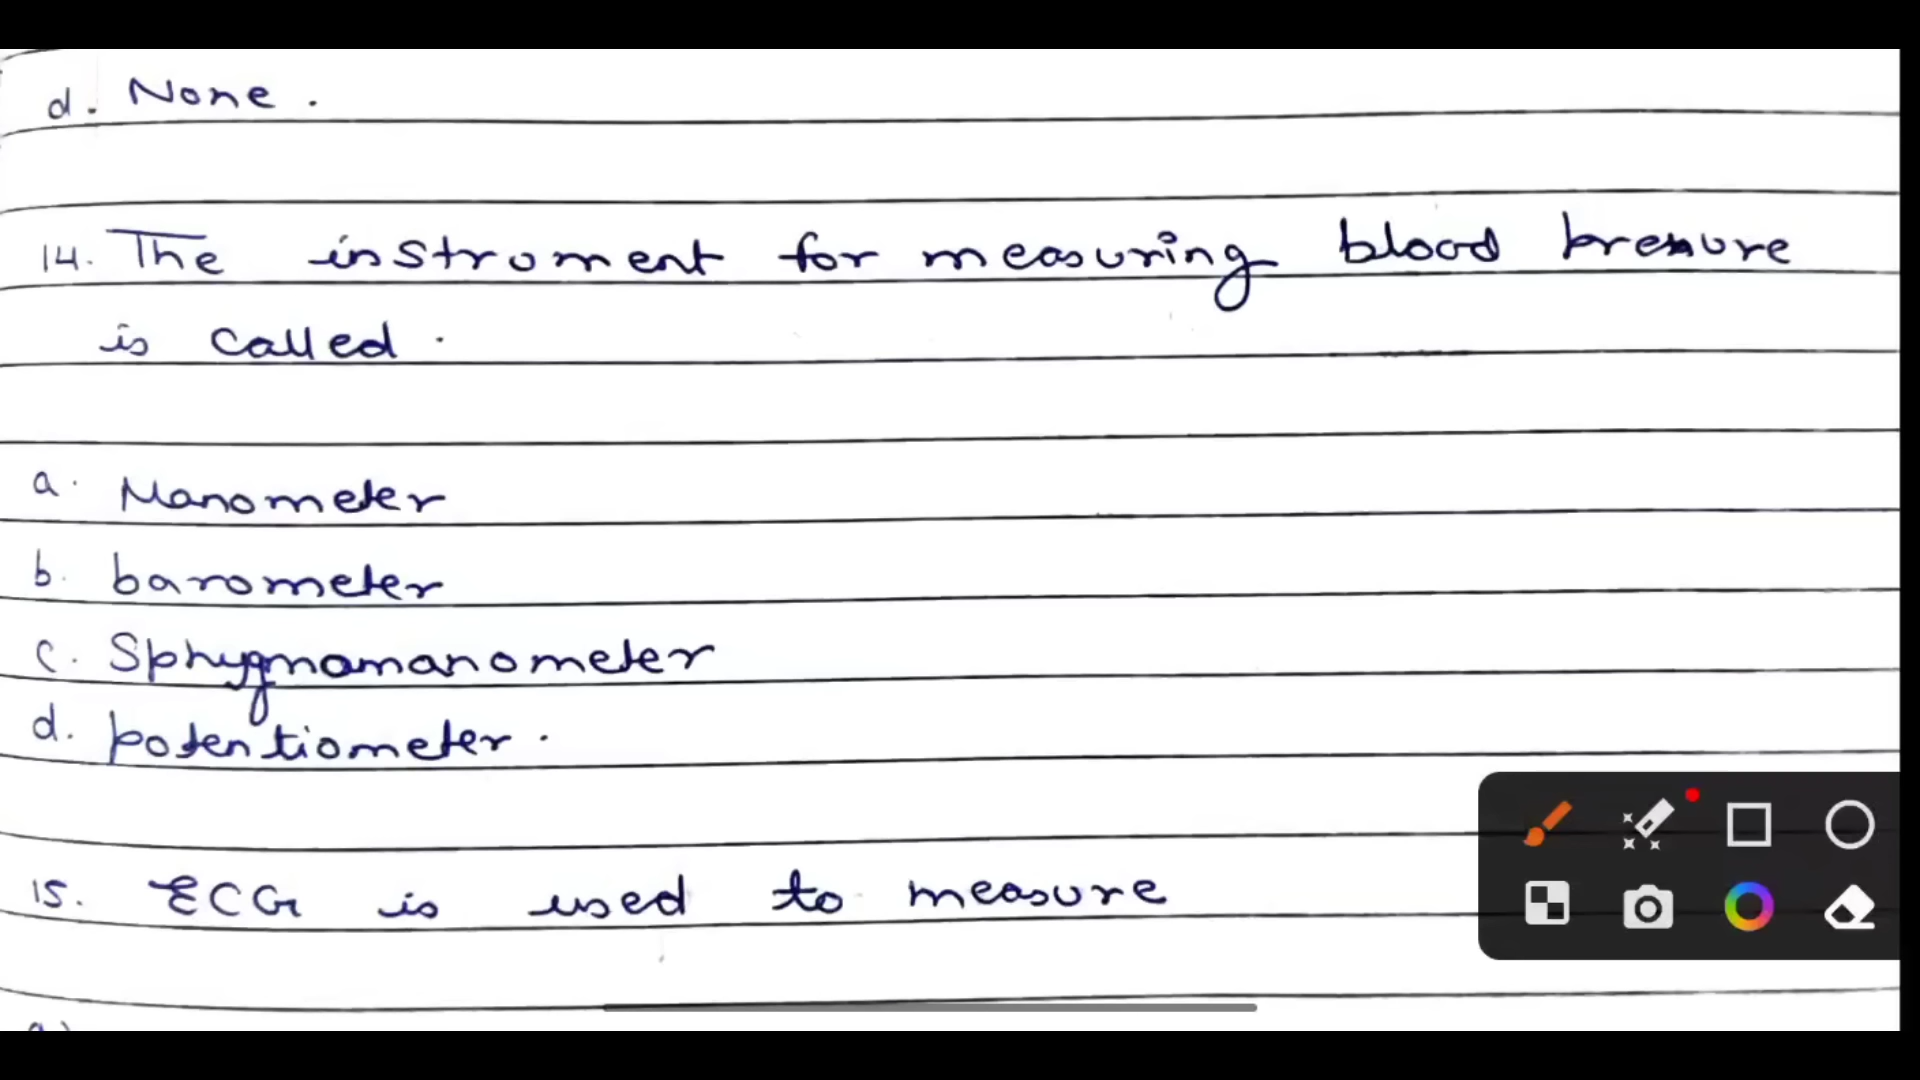 d. None.
14. The instrument for measuring blood pressure
is called.
a. Manometer
b. barometer
c. Sphygmomanometer
d. potentiometer.
15. ECG is used to measure